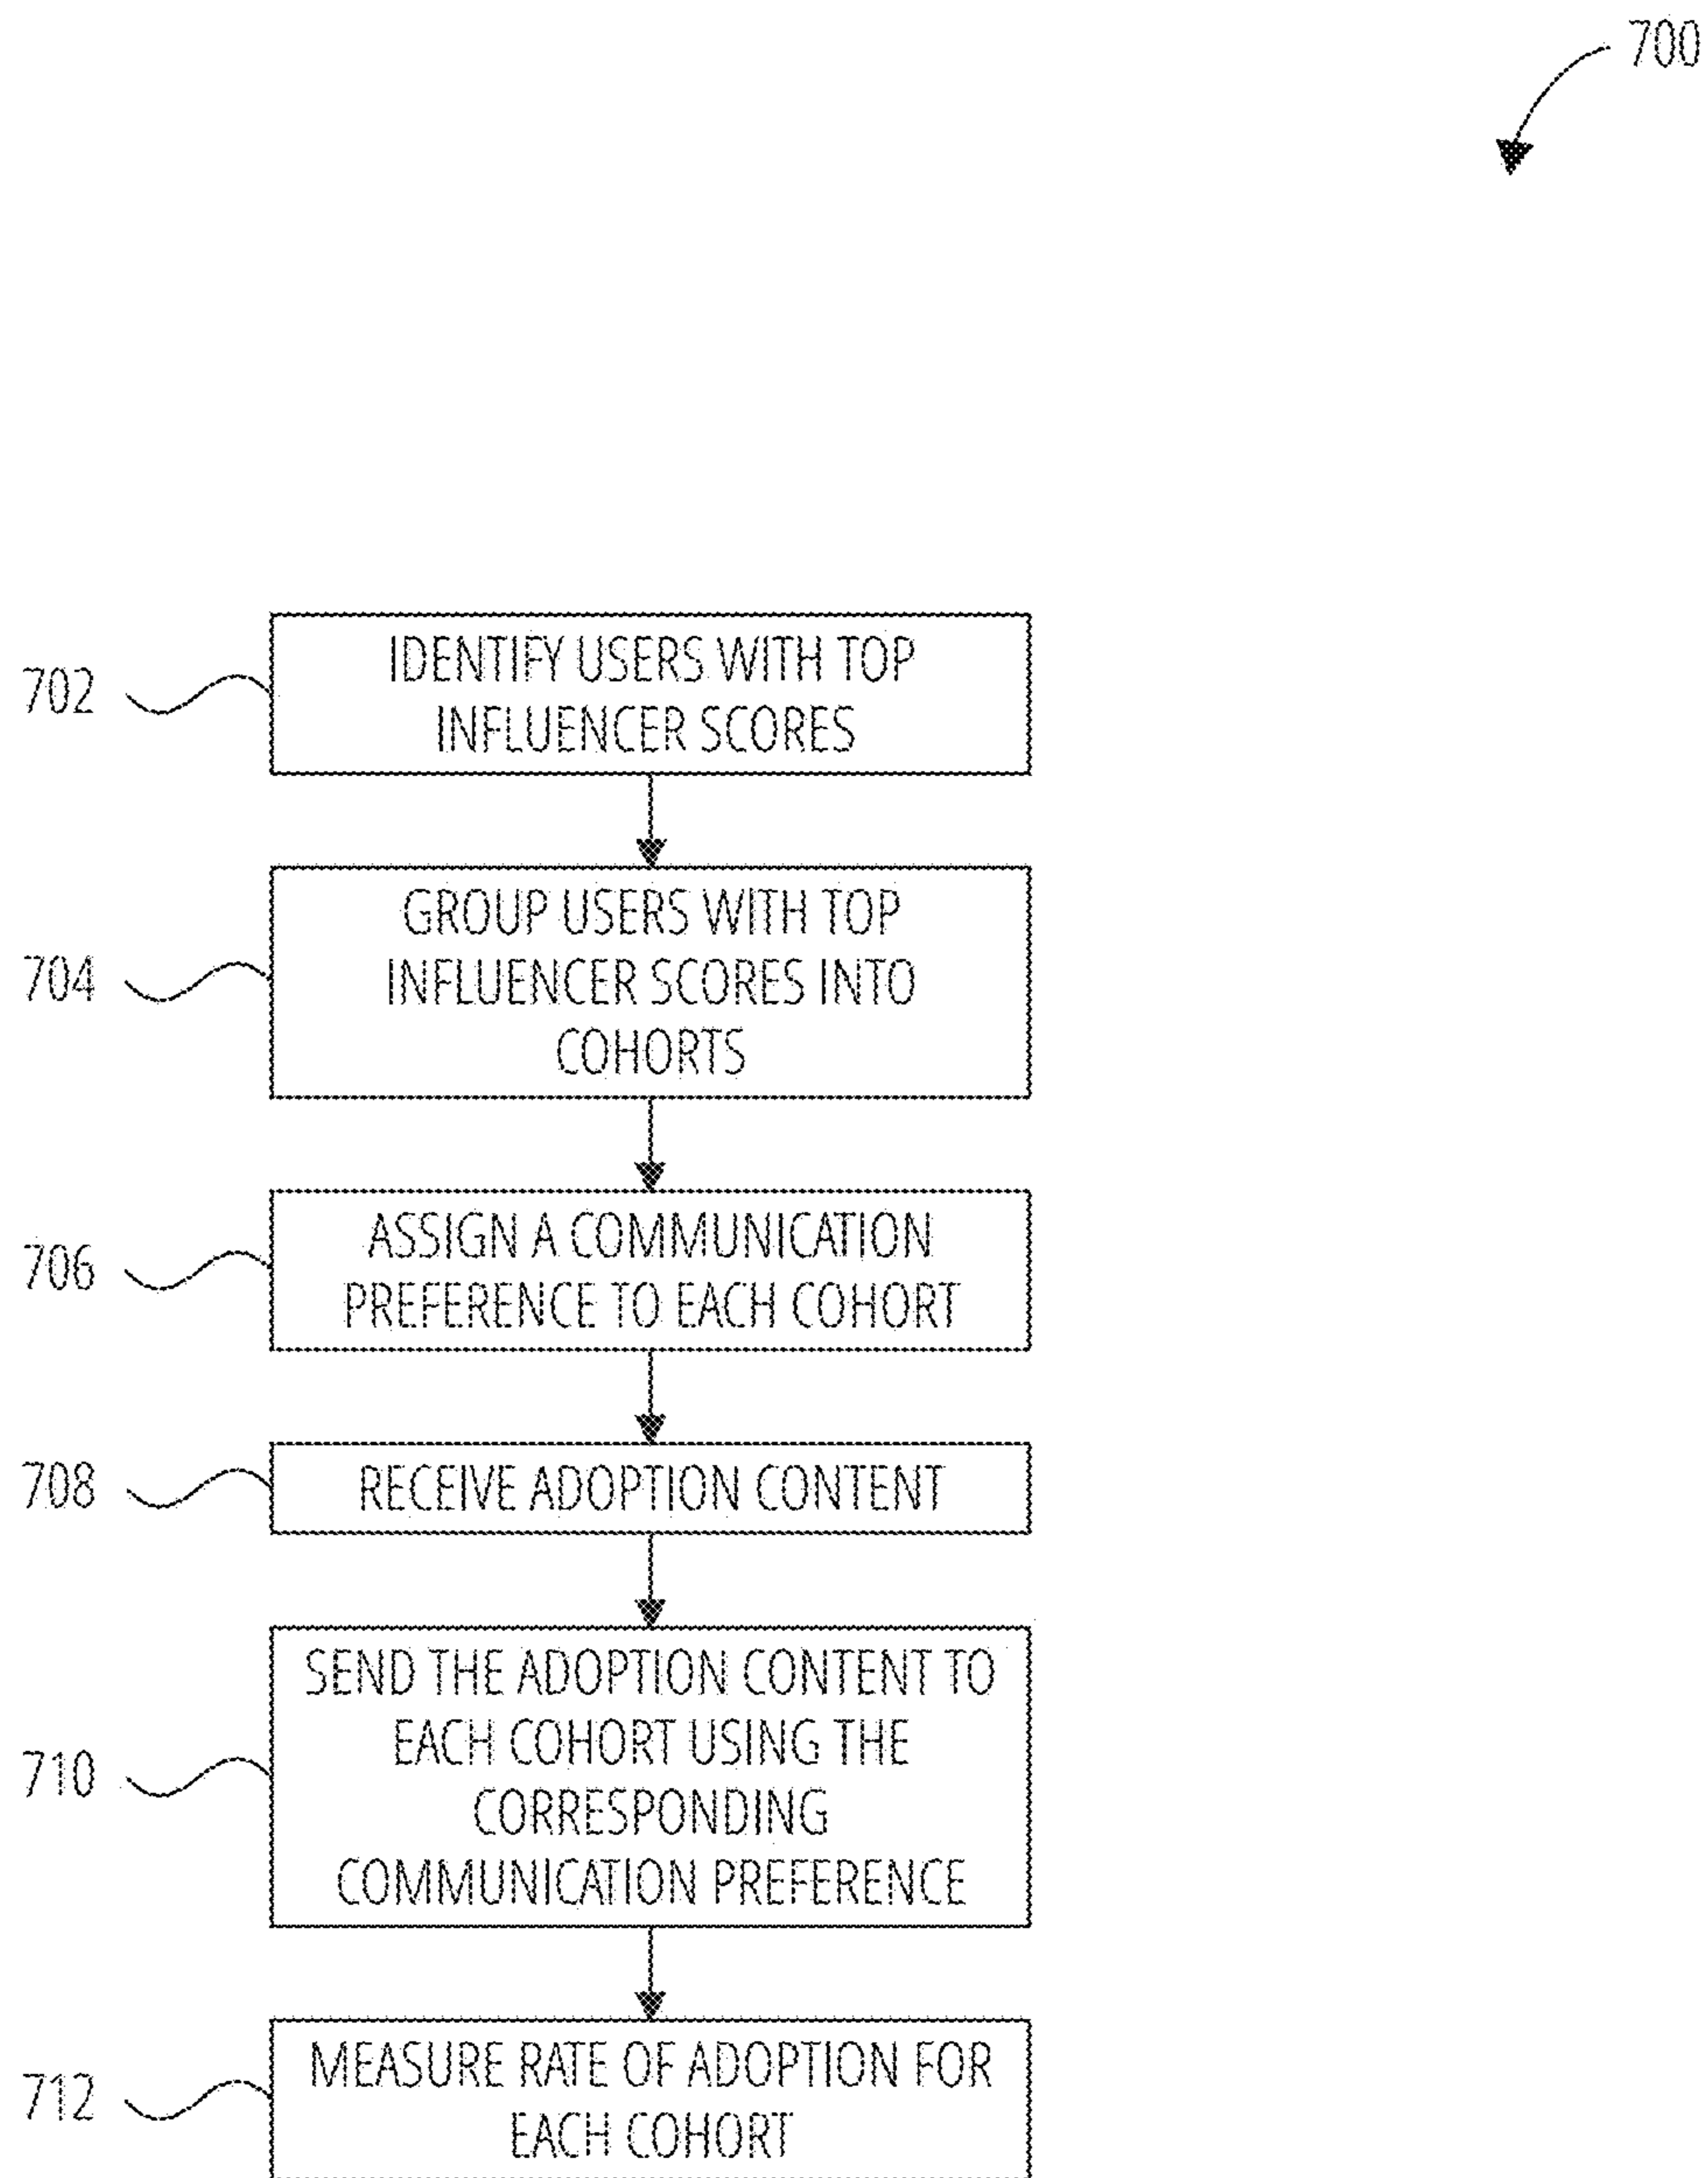 700
702
IDENTIFY USERS WITH TOP
INFLUENCER SCORES
704
GROUP USERS WITH TOP
INFLUENCER SCORES INTO
COHORTS
706
ASSIGN A COMMUNICATION
PREFERENCE TO EACH COHORT
708
RECEIVE ADOPTION CONTENT
710
SEND THE ADOPTION CONTENT TO
EACH COHORT USING THE
CORRESPONDING
COMMUNICATION PREFERENCE
712
MEASURE RATE OF ADOPTION FOR
EACH COHORT